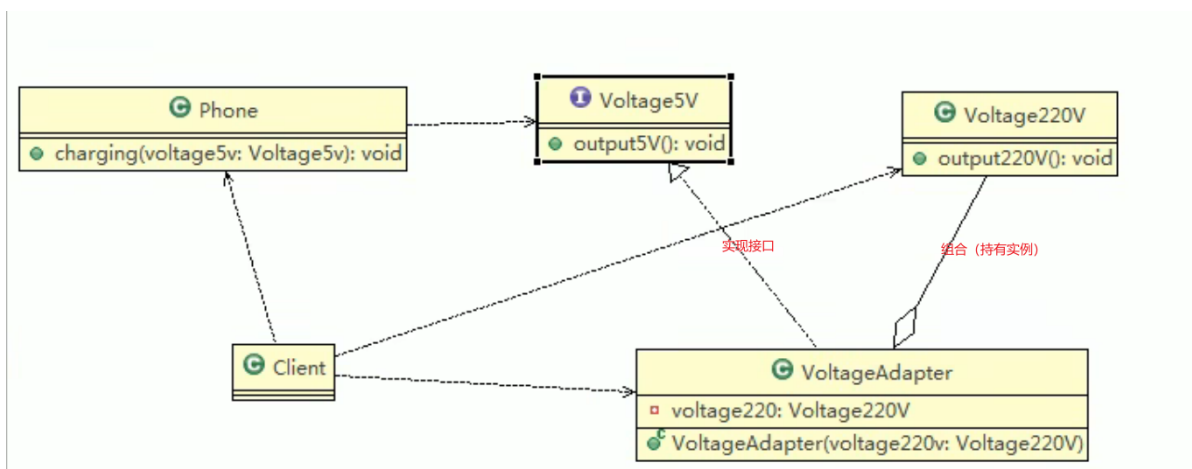 Phone
charging(voltage5v: Voltage5v): void
Voltage5V
output5V(): void
Voltage220V
output220V(): void
实现接口
组合（持有实例）
Client
VoltageAdapter
voltage220: Voltage220V
VoltageAdapter(voltage220v: Voltage220V)